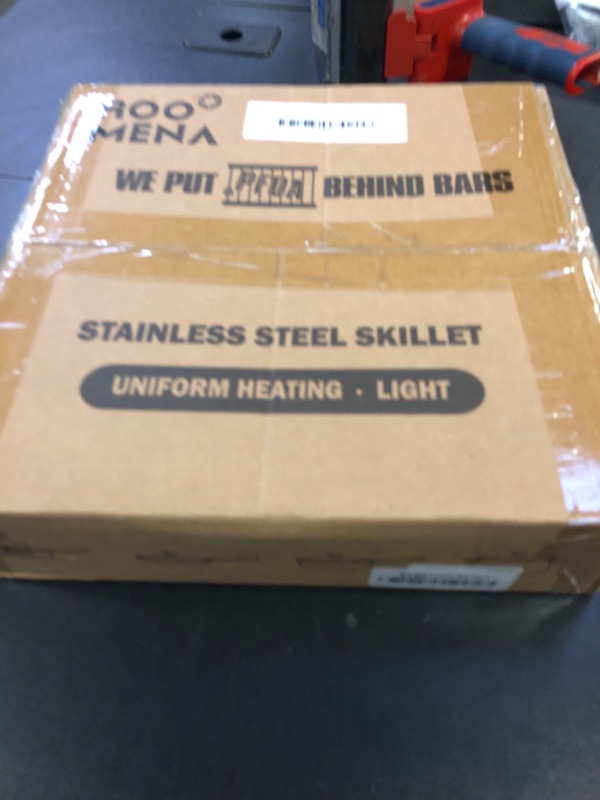 ROO
MENA
WE PUT PFOA BEHIND BARS
STAINLESS STEEL SKILLET
UNIFORM HEATING · LIGHT